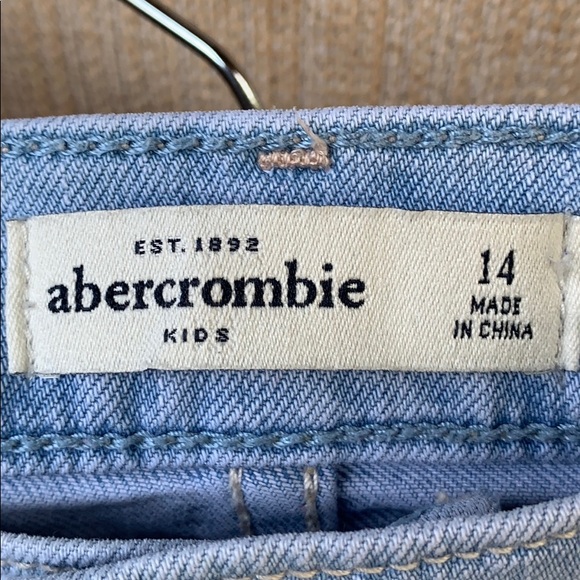 EST. 1892
abercrombie
KIDS
14
MADE
IN CHINA